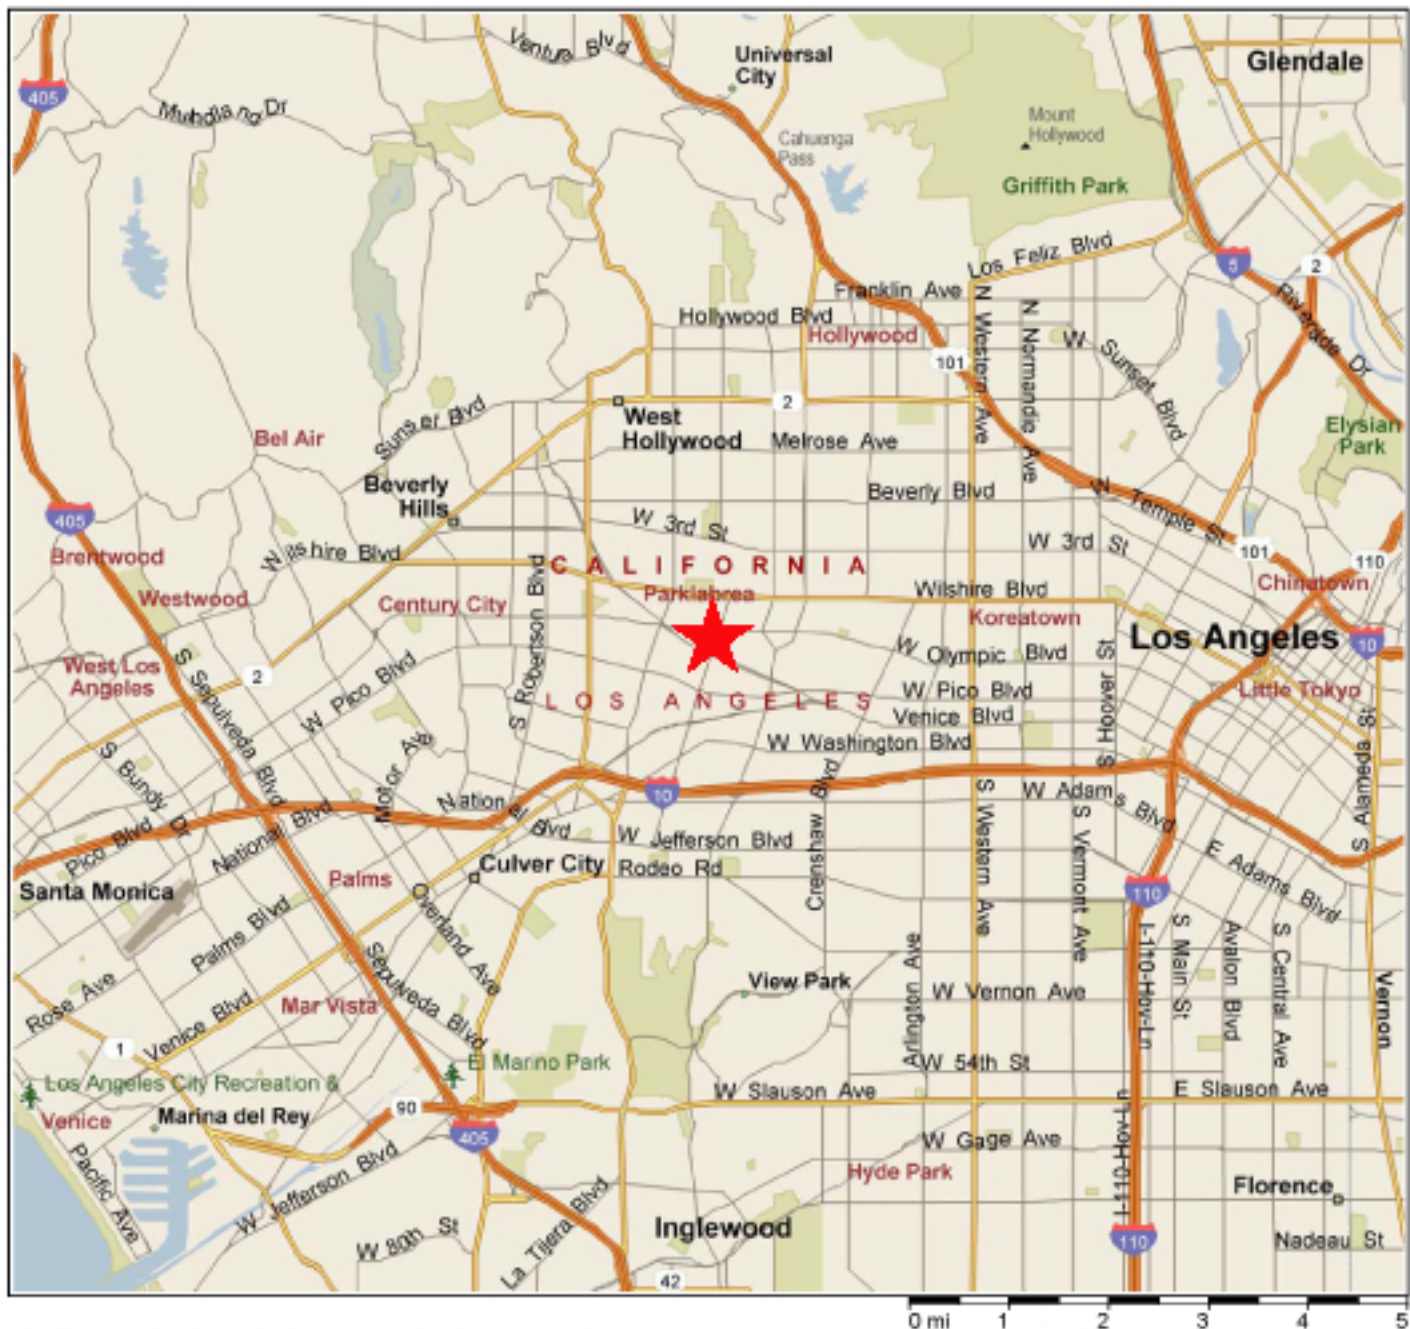 Ventura Blvd
Universal
City
Glendale
405
Mount
Hollywood
Cahuenga
Pass
Griffith Park
Los Feliz Blvd
5
2
Franklin Ave
Riverside Dr
Hollywood Blvd
Hollywood
N Western Ave
N Normandie Ave
W Sunset Blvd
101
2
West
Hollywood
Melrose Ave
Elysian
Park
Bel Air
Beverly
Hills
Beverly Blvd
W Temple St
405
W 3rd St
W 3rd St
101
110
Brentwood
Wilshire Blvd
CALIFORNIA
Chinatown
Westwood
Century City
Parklabrea
Wilshire Blvd
Koreatown
Los Angeles
10
West Los
Angeles
2
S Sepulveda Blvd
W Pico Blvd
S Robertson Blvd
W Olympic Blvd
S Hoover St
LOS ANGELES
W Pico Blvd
Little Tokyo
Venice Blvd
W Washington Blvd
S Bundy Dr
Motor Av
National Blvd
10
Crenshaw Blvd
S Western Ave
W Adams Blvd
S Vermont Ave
S Alameda St
Pico Blvd
National Blvd
W Jefferson Blvd
E Adams Blvd
Santa Monica
Palms
Culver City
Rodeo Rd
110
Palms Blvd
Overland Ave
Sepulveda Blvd
View Park
Arlington Ave
W Vernon Ave
I-110-Hov-Ln
S Main St
Avalon Blvd
S Central Ave
Vernon
Rose Ave
Mar Vista
Venice Blvd
1
El Marino Park
W 54th St
Los Angeles City Recreation &
W Slauson Ave
E Slauson Ave
Venice
Marina del Rey
90
405
W Gage Ave
Pacific Ave
W Jefferson Blvd
Hyde Park
Florence
W 80th St
La Tijera Blvd
Inglewood
110
Nadeau St
42
0 mi 1 2 3 4 5